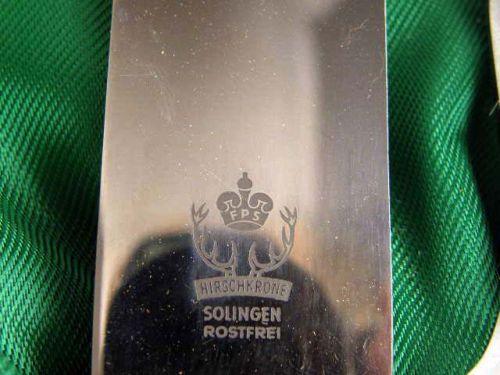 FPS
HIRSCHKRONE
SOLINGEN
ROSTFREI